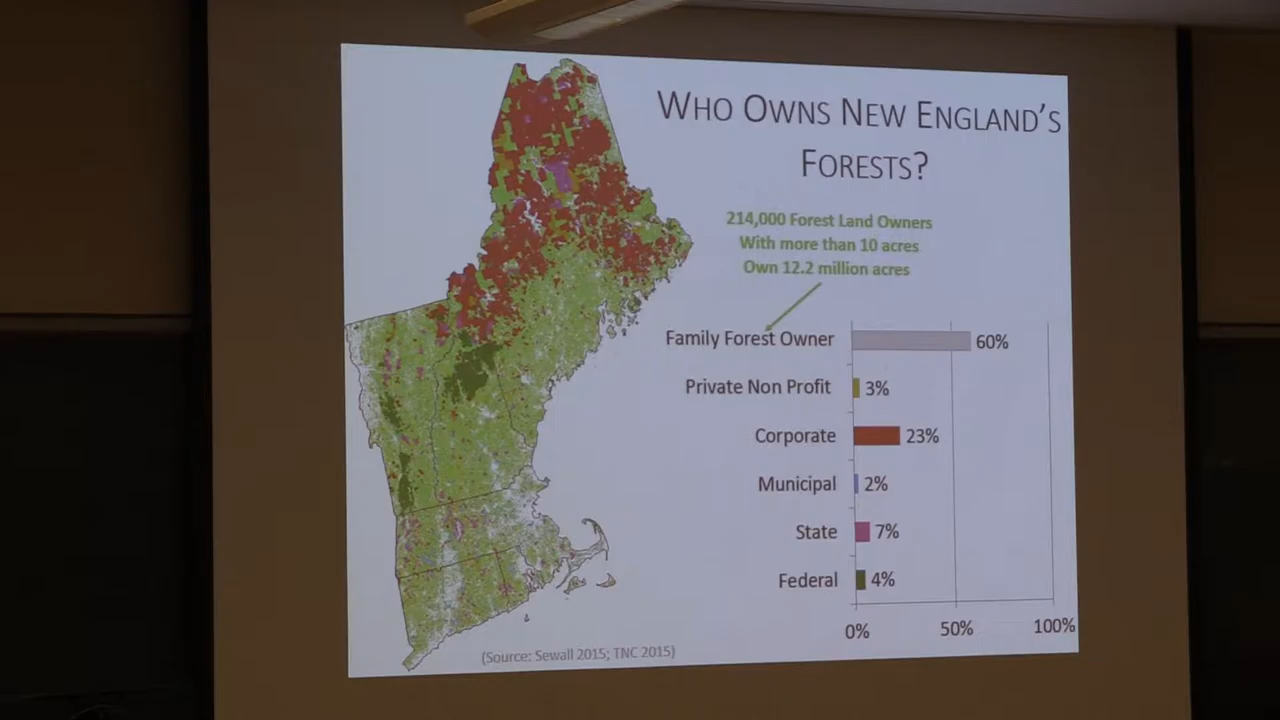 WHO OWNS NEW ENGLAND'S
FORESTS?
214,000 Forest Land Owners
With more than 10 acres
Own 12.2 million acres
Family Forest Owner 60%
Private Non Profit 3%
Corporate 23%
Municipal 2%
State 7%
Federal 4%
0% 50% 100%
(Source: Sewall 2015; TNC 2015)